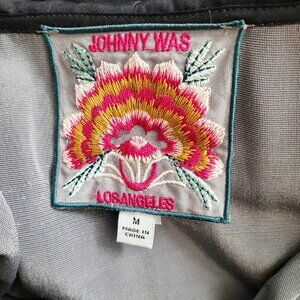 JOHNNY WAS
LOS ANGELES
M
MADE IN
CHINA